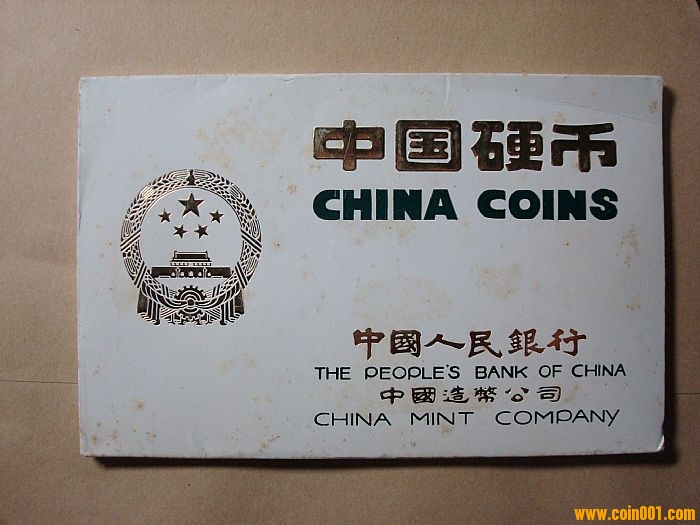 中国硬币
CHINA COINS
中國人民銀行
THE PEOPLE'S BANK OF CHINA
中國造幣公司
CHINA MINT COMPANY
www.coin001.com